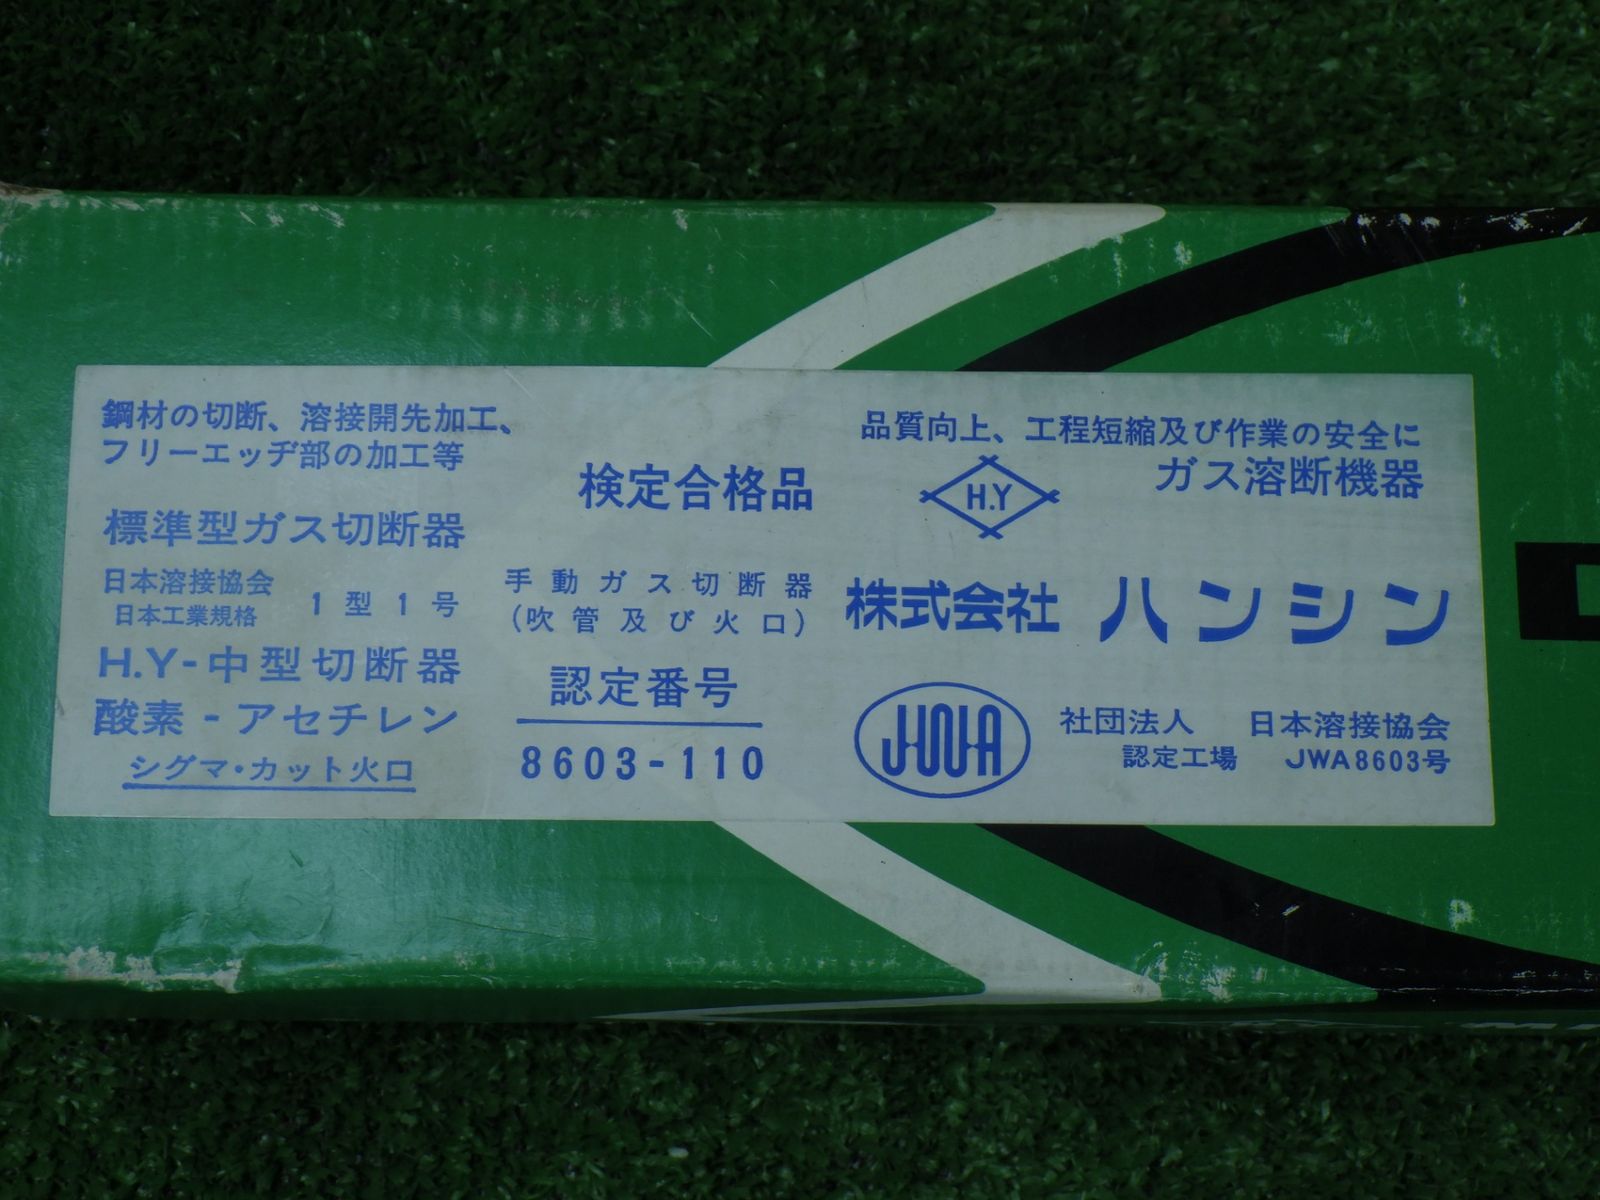 鋼材の切断、溶接開先加工、
フリーエッヂ部の加工等
標準型ガス切断器
日本溶接協会
日本工業規格 1型1号
H.Y-中型切断器
酸素-アセチレン
シグマ・カット火口
検定合格品
手動ガス切断器
(吹管及び火口)
認定番号
8603-110
品質向上、工程短縮及び作業の安全に
H.Y ガス溶断機器
株式会社 ハンシン
JWA 社団法人 日本溶接協会
認定工場 JWA8603号